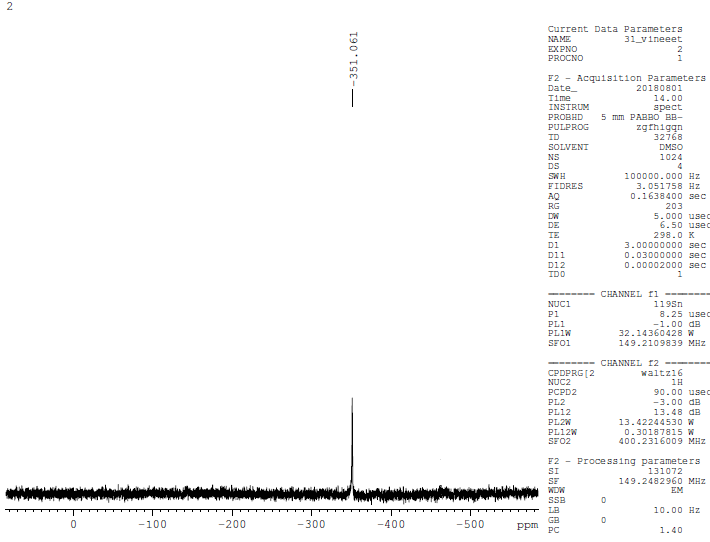 2
-351.061
Current Data Parameters
NAME 31_vineeet
EXPNO 2
PROCNO 1
F2 - Acquisition Parameters
Date_ 20180801
Time 14.00
INSTRUM spect
PROBHD 5 mm PABBO BB-
PULPROG zgfhigqn
TD 32768
SOLVENT DMSO
NS 1024
DS 4
SWH 100000.000 Hz
FIDRES 3.051758 Hz
AQ 0.1638400 sec
RG 203
DW 5.000 usec
DE 6.50 usec
TE 298.0 K
D1 3.00000000 sec
D11 0.03000000 sec
D12 0.00002000 sec
TD0 1
======== CHANNEL f1 ========
NUC1 119Sn
P1 8.25 usec
PL1 -1.00 dB
PL1W 32.14360428 W
SFO1 149.2109839 MHz
======== CHANNEL f2 ========
CPDPRG[2 waltz16
NUC2 1H
PCPD2 90.00 usec
PL2 -3.00 dB
PL12 13.48 dB
PL2W 13.42244530 W
PL12W 0.30187815 W
SFO2 400.2316009 MHz
F2 - Processing parameters
SI 131072
SF 149.2482960 MHz
WDW EM
SSB 0
LB 10.00 Hz
GB 0
PC 1.40
0 -100 -200 -300 -400 -500 ppm